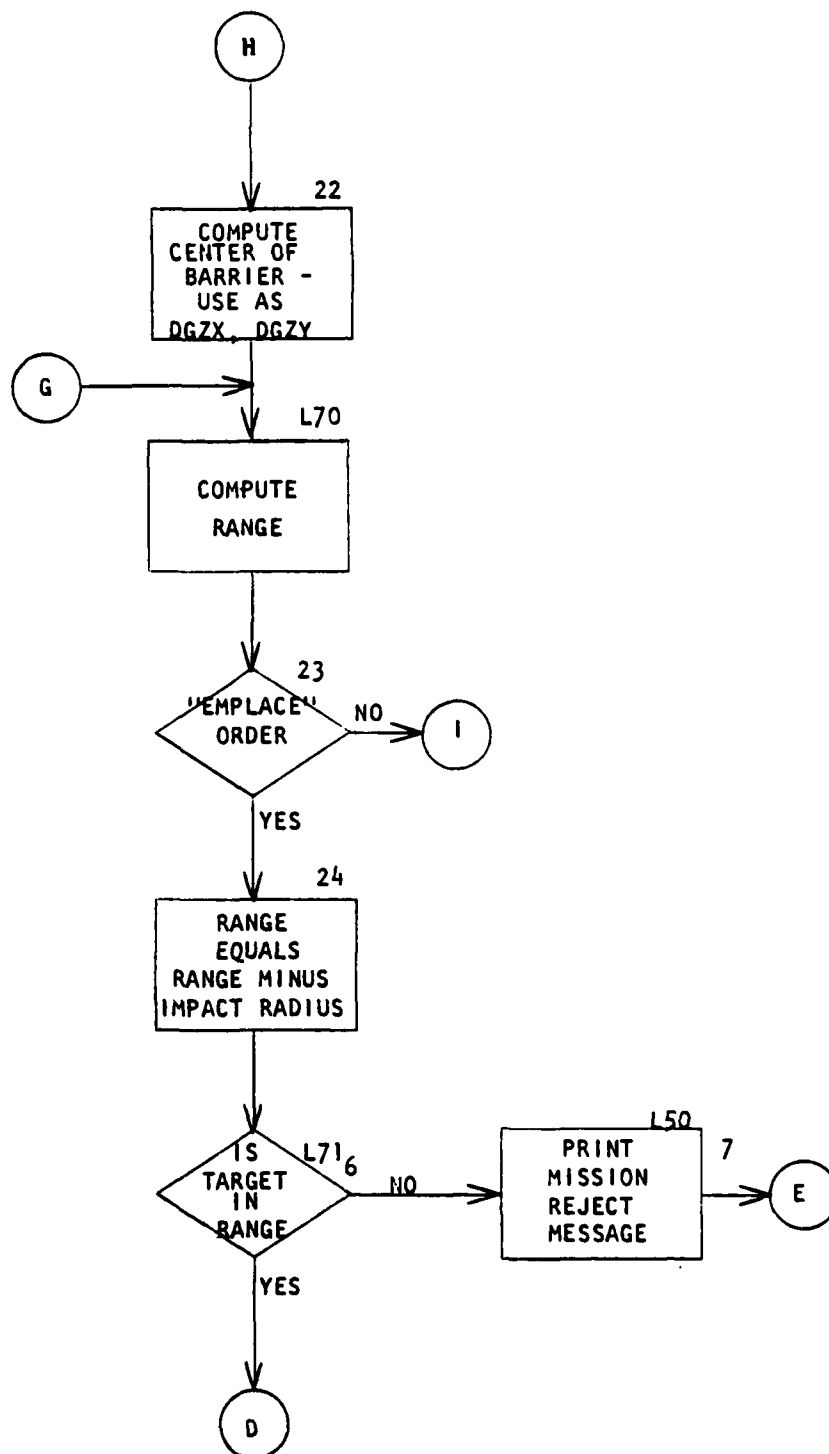 H
22
COMPUTE
CENTER OF
BARRIER -
USE AS
DGZX, DGZY
G
L70
COMPUTE
RANGE
23
"EMPLACE"
ORDER
NO
I
YES
24
RANGE
EQUALS
RANGE MINUS
IMPACT RADIUS
L71
6
IS
TARGET
IN
RANGE
NO
L50
7
PRINT
MISSION
REJECT
MESSAGE
E
YES
D